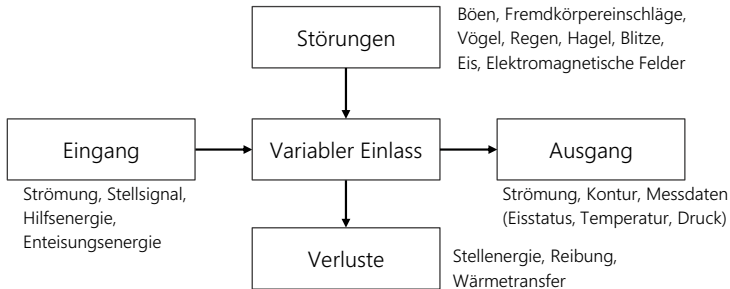 Störungen
Böen, Fremdkörpereinschläge,
Vögel, Regen, Hagel, Blitze,
Eis, Elektromagnetische Felder
Eingang
Strömung, Stellsignal,
Hilfsenergie,
Enteisungsenergie
Variabler Einlass
Ausgang
Strömung, Kontur, Messdaten
(Eisstatus, Temperatur, Druck)
Verluste
Stellenergie, Reibung,
Wärmetransfer